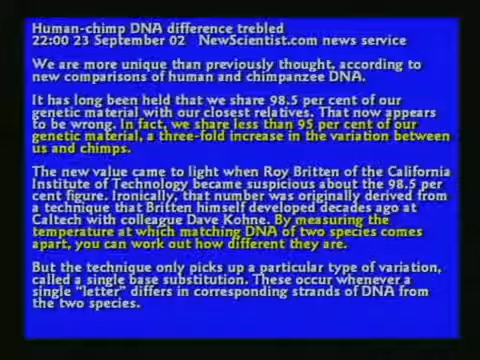 Human-chimp DNA difference trebled
22:00 23 September 02 NewScientist.com news service
We are more unique than previously thought, according to
new comparisons of human and chimpanzee DNA.
It has long been held that we share 98.5 per cent of our
genetic material with our closest relatives. That now appears
to be wrong. In fact, we share less than 95 per cent of our
genetic material, a three-fold increase in the variation between
us and chimps.
The new value came to light when Roy Britten of the California
Institute of Technology became suspicious about the 98.5 per
cent figure. Ironically, that number was originally derived from
a technique that Britten himself developed decades ago at
Caltech with colleague Dave Kohne. By measuring the
temperature at which matching DNA of two species comes
apart, you can work out how different they are.
But the technique only picks up a particular type of variation,
called a single base substitution. These occur whenever a
single "letter" differs in corresponding strands of DNA from
the two species.